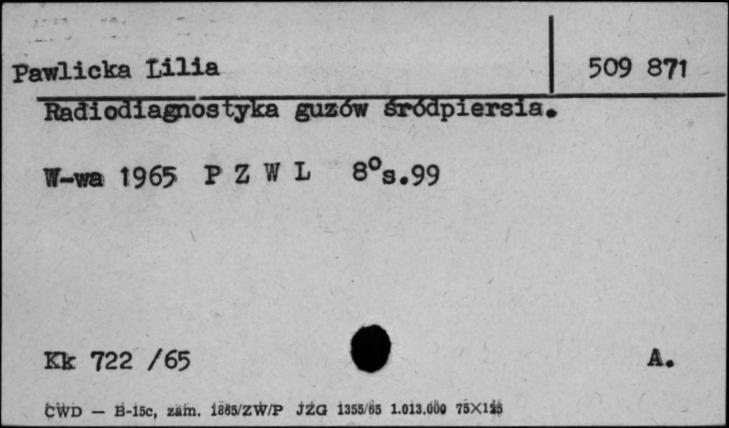 Pawlicka Lilia
509 871
Radiodiagnostyka guzów śródpiersia.
W-wa 1965 P Z W L 8°s.99
Kk 722 /65
A.
CWD — B-15c, zam. 1865/ZW/P JZG 1355/65 1.013.000 75×125